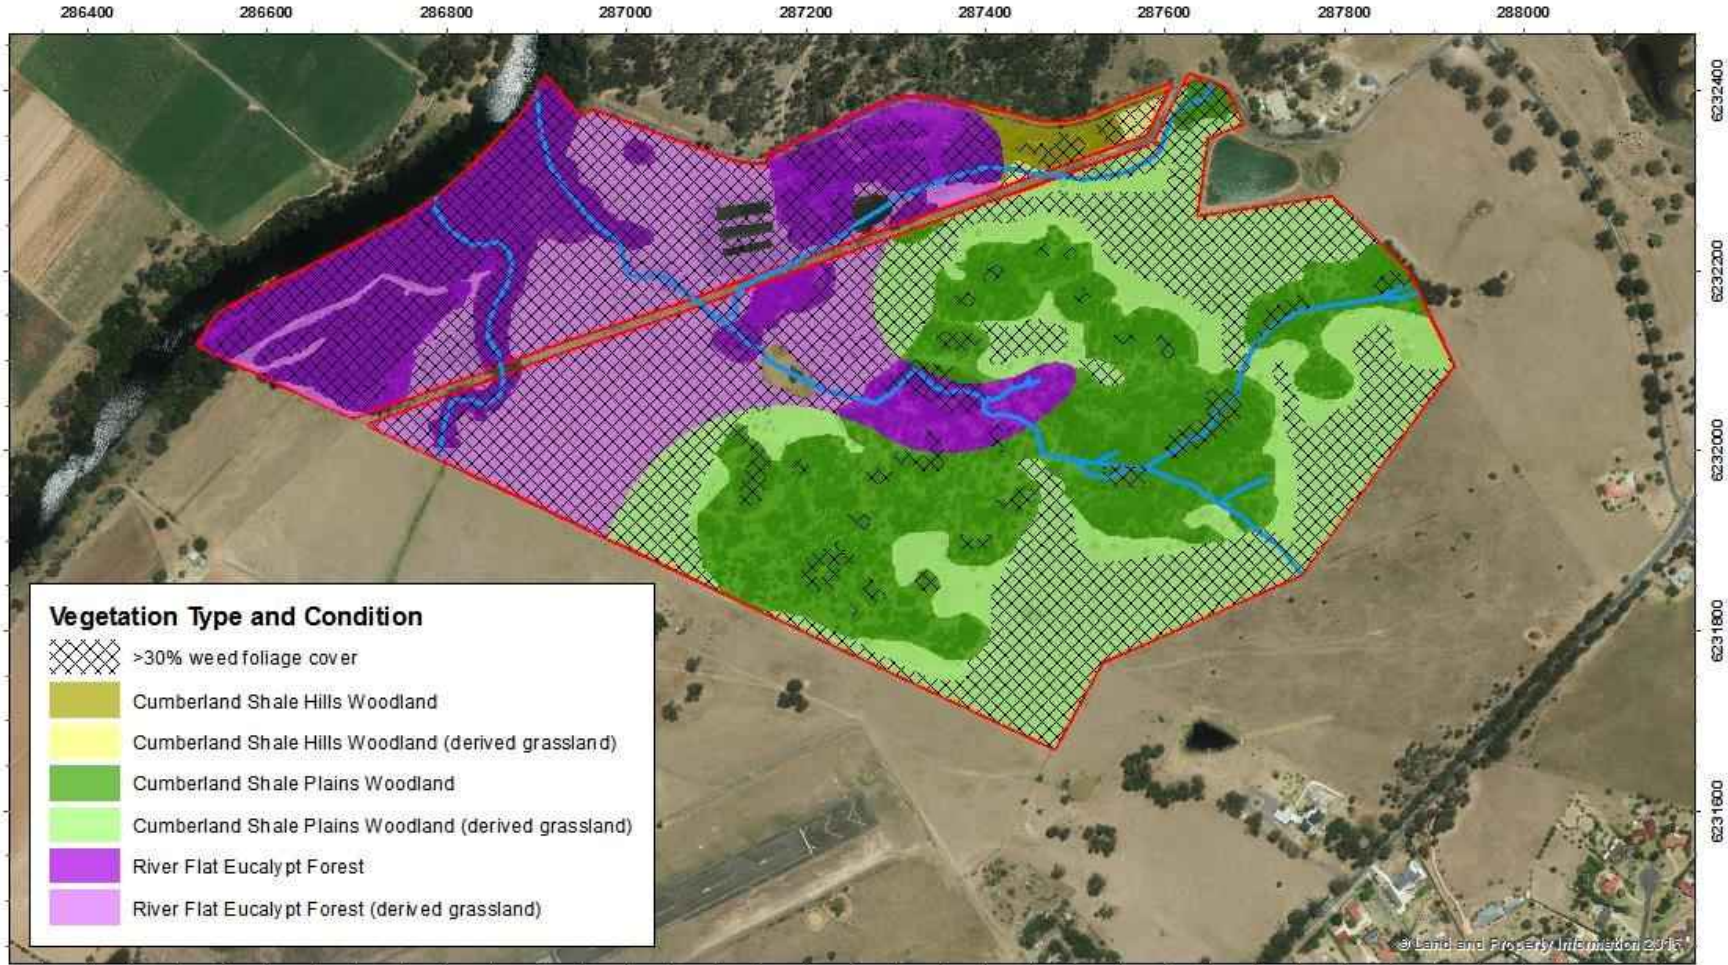 286400 286600 286800 287000 287200 287400 287600 287800 288000
6232400
6232200
6232000
6231800
6231600
Vegetation Type and Condition
>30% weed foliage cover
Cumberland Shale Hills Woodland
Cumberland Shale Hills Woodland (derived grassland)
Cumberland Shale Plains Woodland
Cumberland Shale Plains Woodland (derived grassland)
River Flat Eucalypt Forest
River Flat Eucalypt Forest (derived grassland)
© Land and Property Information